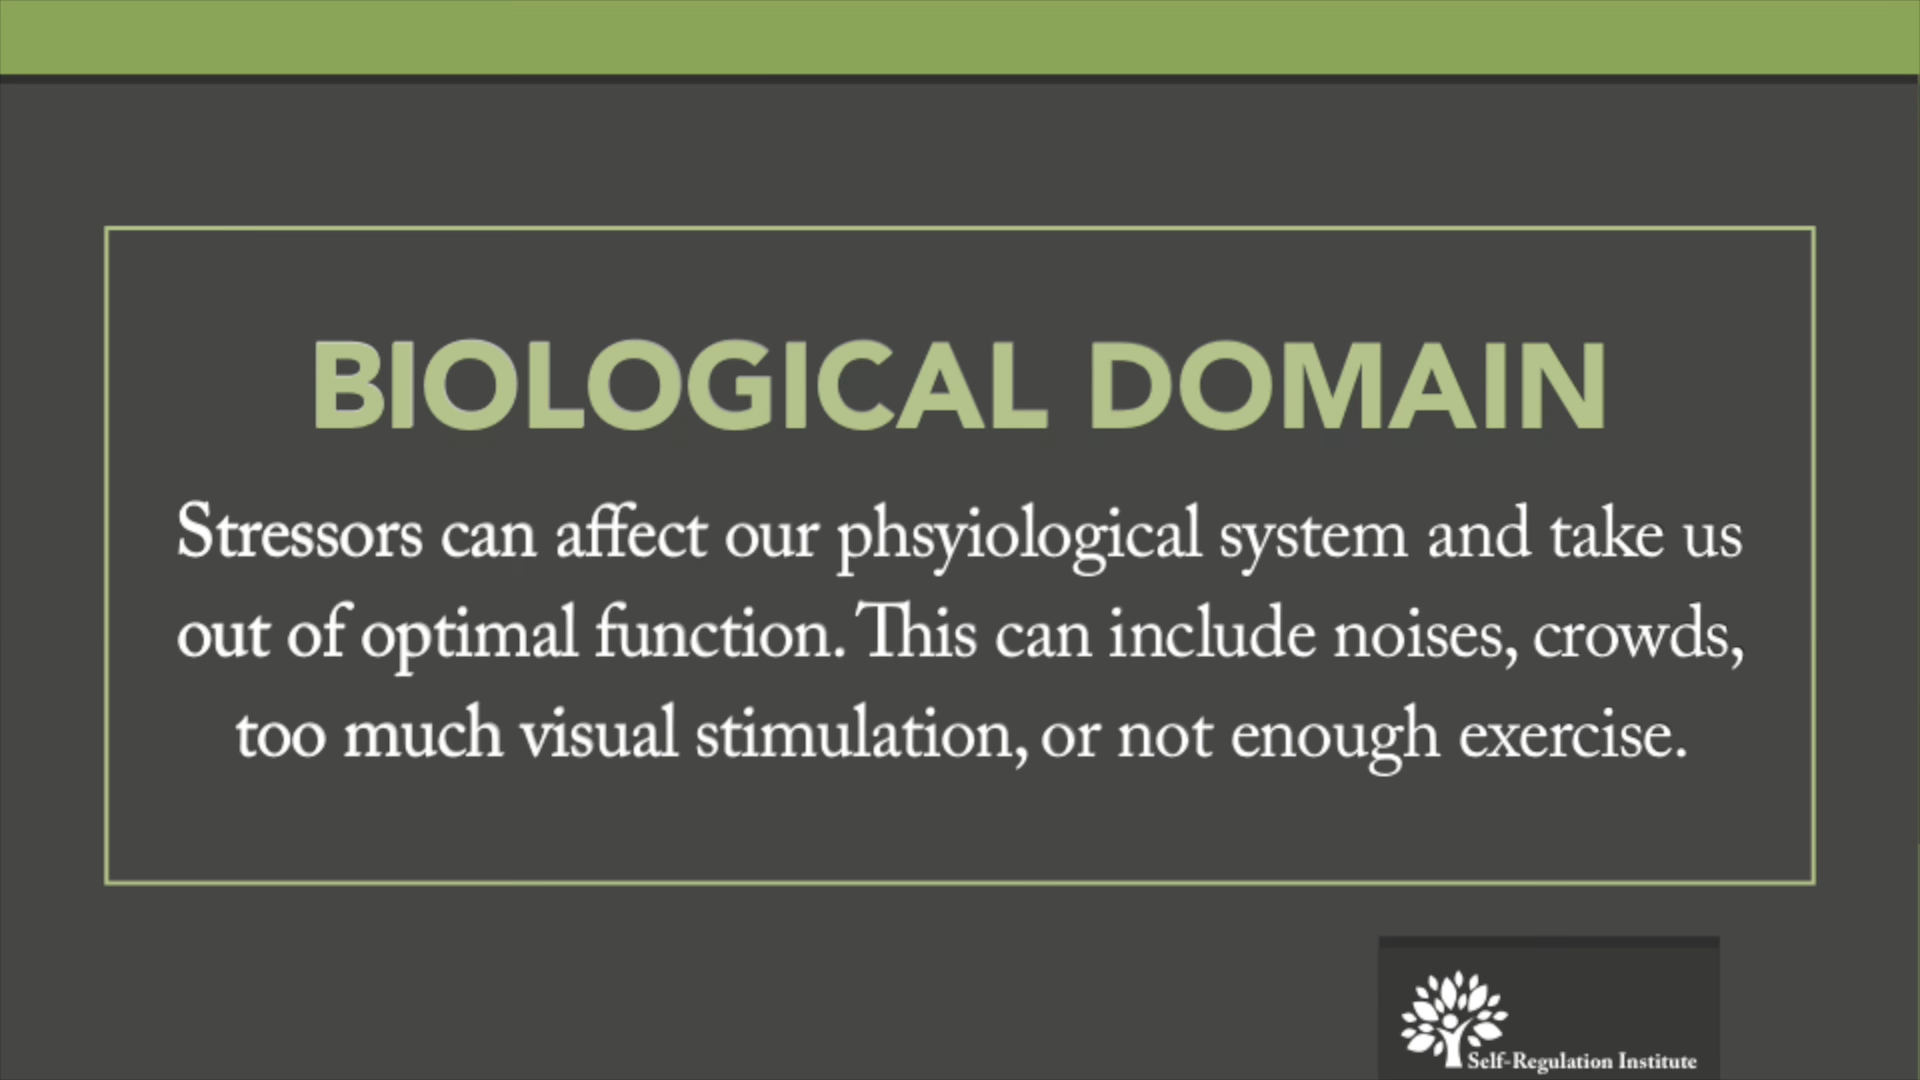 BIOLOGICAL DOMAIN
Stressors can affect our phsyiological system and take us
out of optimal function. This can include noises, crowds,
too much visual stimulation, or not enough exercise.
Self-Regulation Institute